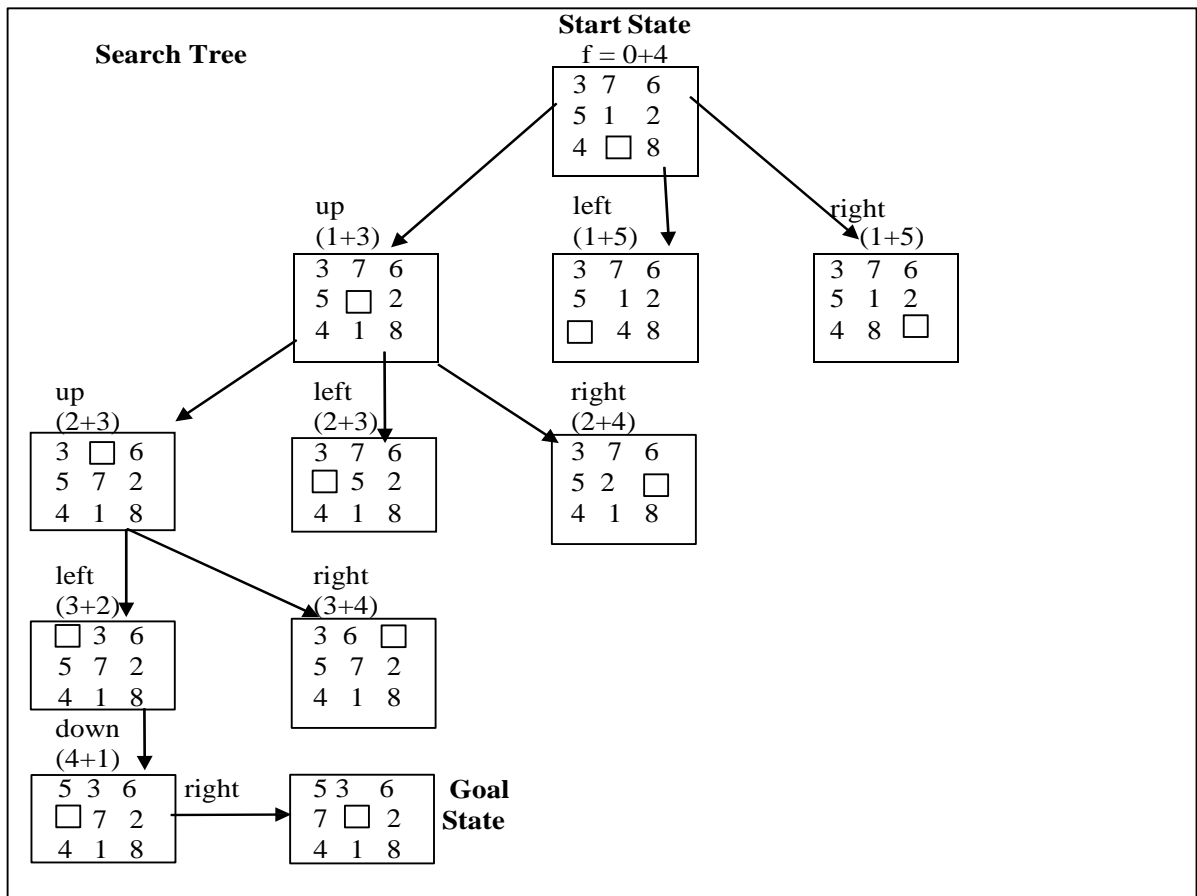 Start State
Search Tree
f = 0+4
3 7 6
5 1 2
4 8
up
(1+3)
3 7 6
5 2
4 1 8
left
(1+5)
3 7 6
5 1 2
4 8
right
(1+5)
3 7 6
5 1 2
4 8
up
(2+3)
3 6
5 7 2
4 1 8
left
(2+3)
3 7 6
5 2
4 1 8
right
(2+4)
3 7 6
5 2
4 1 8
left
(3+2)
3 6
5 7 2
4 1 8
right
(3+4)
3 6
5 7 2
4 1 8
down
(4+1)
5 3 6
7 2
4 1 8
right
5 3 6
7 2
4 1 8
Goal
State